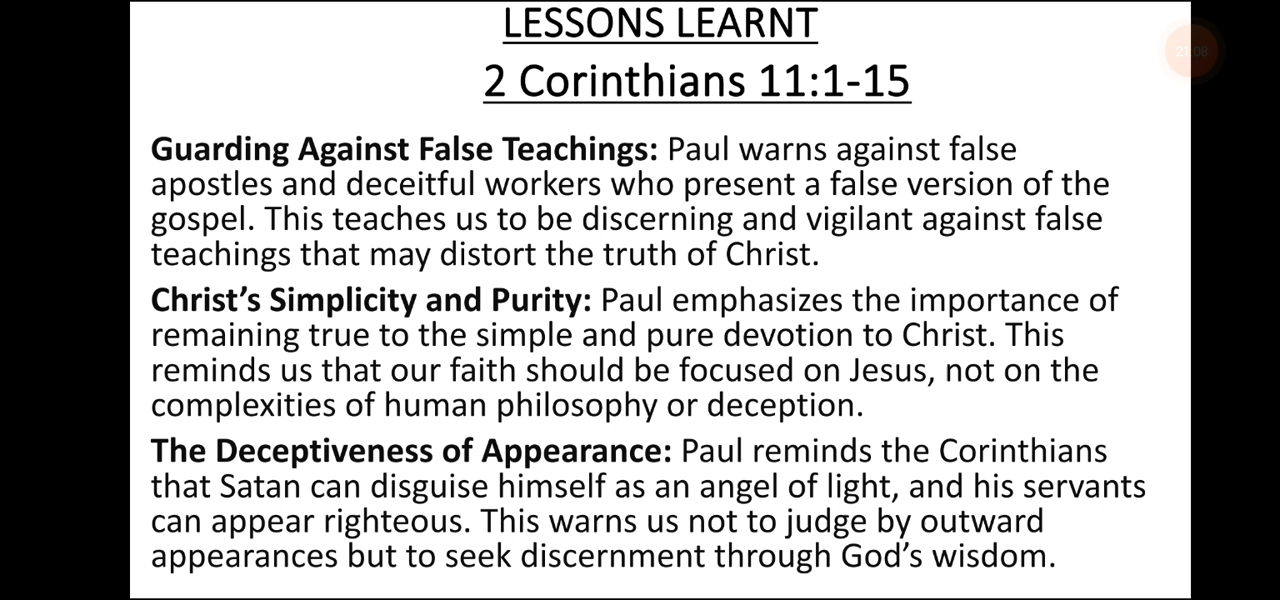 LESSONS LEARNT
2 Corinthians 11:1-15
21:08
Guarding Against False Teachings: Paul warns against false
apostles and deceitful workers who present a false version of the
gospel. This teaches us to be discerning and vigilant against false
teachings that may distort the truth of Christ.
Christ’s Simplicity and Purity: Paul emphasizes the importance of
remaining true to the simple and pure devotion to Christ. This
reminds us that our faith should be focused on Jesus, not on the
complexities of human philosophy or deception.
The Deceptiveness of Appearance: Paul reminds the Corinthians
that Satan can disguise himself as an angel of light, and his servants
can appear righteous. This warns us not to judge by outward
appearances but to seek discernment through God’s wisdom.